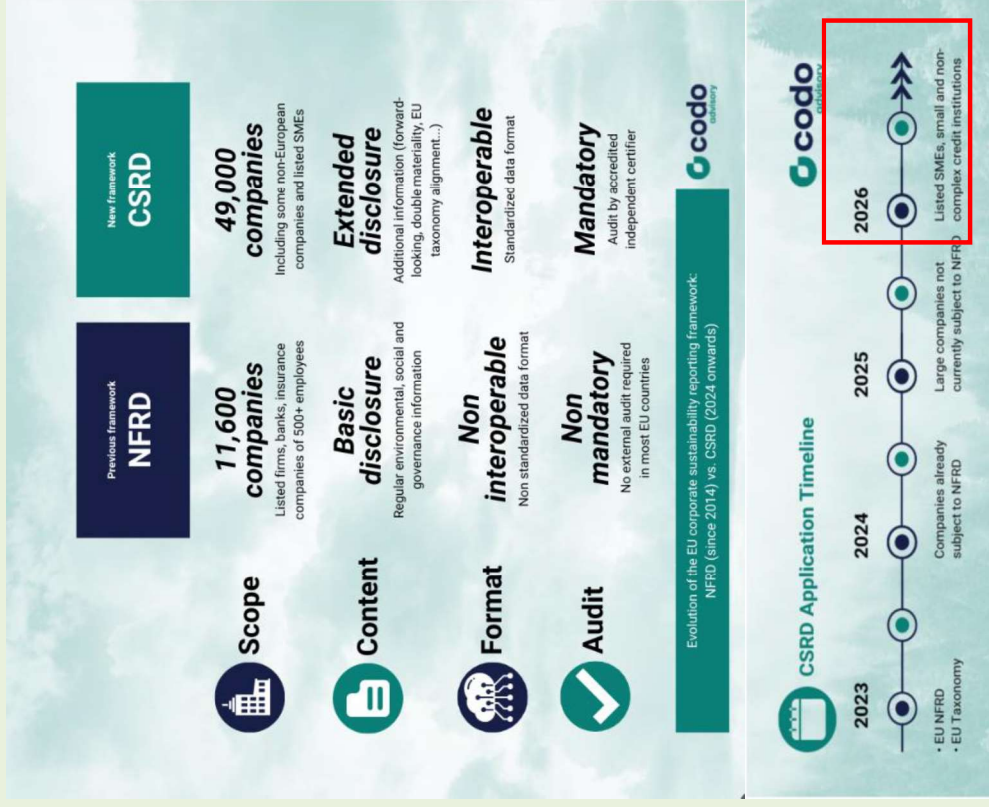 Previous framework
NFRD
New framework
CSRD
Scope
11,600
companies
Listed firms, banks, insurance
companies of 500+ employees
49,000
companies
Including some non-European
companies and listed SMEs
Content
Basic
disclosure
Regular environmental, social and
governance information
Extended
disclosure
Additional information (forward-
looking, double materiality, EU
taxonomy alignment...)
Format
Non
interoperable
Non standardized data format
Interoperable
Standardized data format
Audit
Non
mandatory
No external audit required
in most EU countries
Mandatory
Audit by accredited
independent certifier
Evolution of the EU corporate sustainability reporting framework:
NFRD (since 2014) vs. CSRD (2024 onwards)
codo
advisory
CSRD Application Timeline
codo
advisory
2023
2024
2025
2026
• EU NFRD
• EU Taxonomy
Companies already
subject to NFRD
Large companies not
currently subject to NFRD
Listed SMEs, small and non-
complex credit institutions